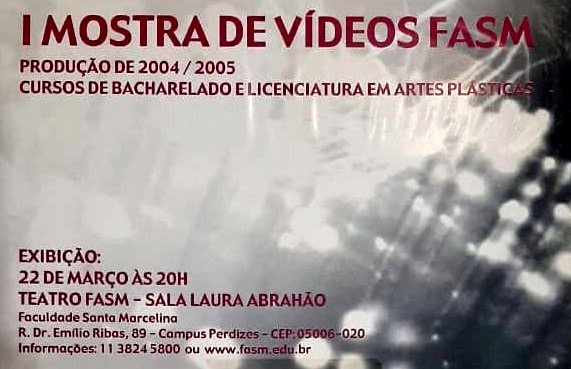 I MOSTRA DE VÍDEOS FASM
PRODUÇÃO DE 2004 / 2005
CURSOS DE BACHARELADO E LICENCIATURA EM ARTES PLÁSTICAS
EXIBIÇÃO:
22 DE MARÇO ÀS 20H
TEATRO FASM – SALA LAURA ABRAHÃO
Faculdade Santa Marcelina
R. Dr. Emílio Ribas, 89 – Campus Perdizes – CEP: 05006-020
Informações: 11 3824 5800 ou www.fasm.edu.br